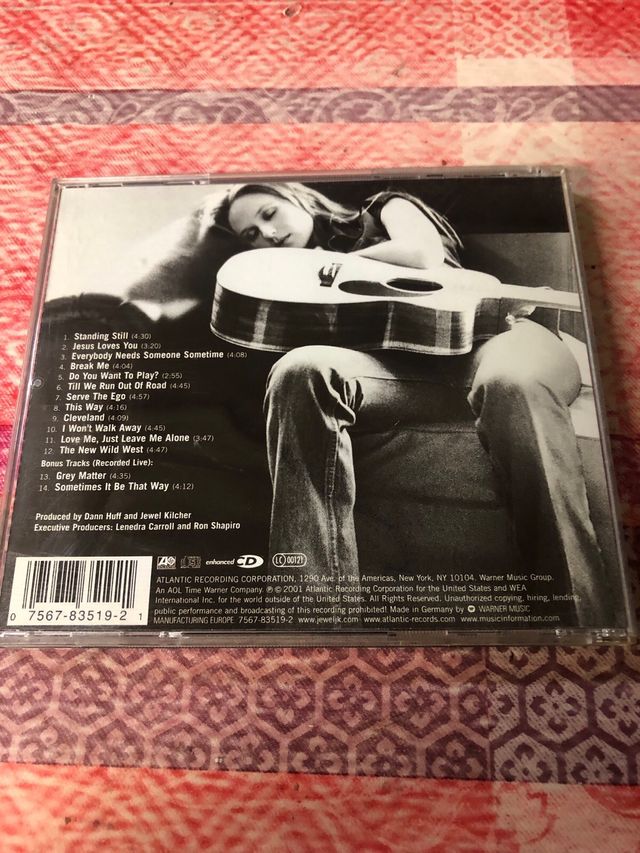 1. Standing Still (4:30)
2. Jesus Loves You (3:20)
3. Everybody Needs Someone Sometime (4:08)
4. Break Me (4:04)
5. Do You Want To Play? (2:55)
6. Till We Run Out Of Road (4:45)
7. Serve The Ego (4:57)
8. This Way (4:16)
9. Cleveland (4:09)
10. I Won't Walk Away (4:45)
11. Love Me, Just Leave Me Alone (3:47)
12. The New Wild West (4:47)
Bonus Tracks (Recorded Live):
13. Grey Matter (4:35)
14. Sometimes It Be That Way (4:12)
Produced by Dann Huff and Jewel Kilcher
Executive Producers: Lenedra Carroll and Ron Shapiro
enhanced CD LC 00121
ATLANTIC RECORDING CORPORATION, 1290 Ave. of the Americas, New York, NY 10104. Warner Music Group.
An AOL Time Warner Company. ℗ © 2001 Atlantic Recording Corporation for the United States and WEA
International Inc. for the world outside of the United States. All Rights Reserved. Unauthorized copying, hiring, lending,
public performance and broadcasting of this recording prohibited! Made in Germany by WARNER MUSIC
MANUFACTURING EUROPE. 7567-83519-2 www.jeweljk.com www.atlantic-records.com www.musicinformation.com
0 7567-83519-2 1